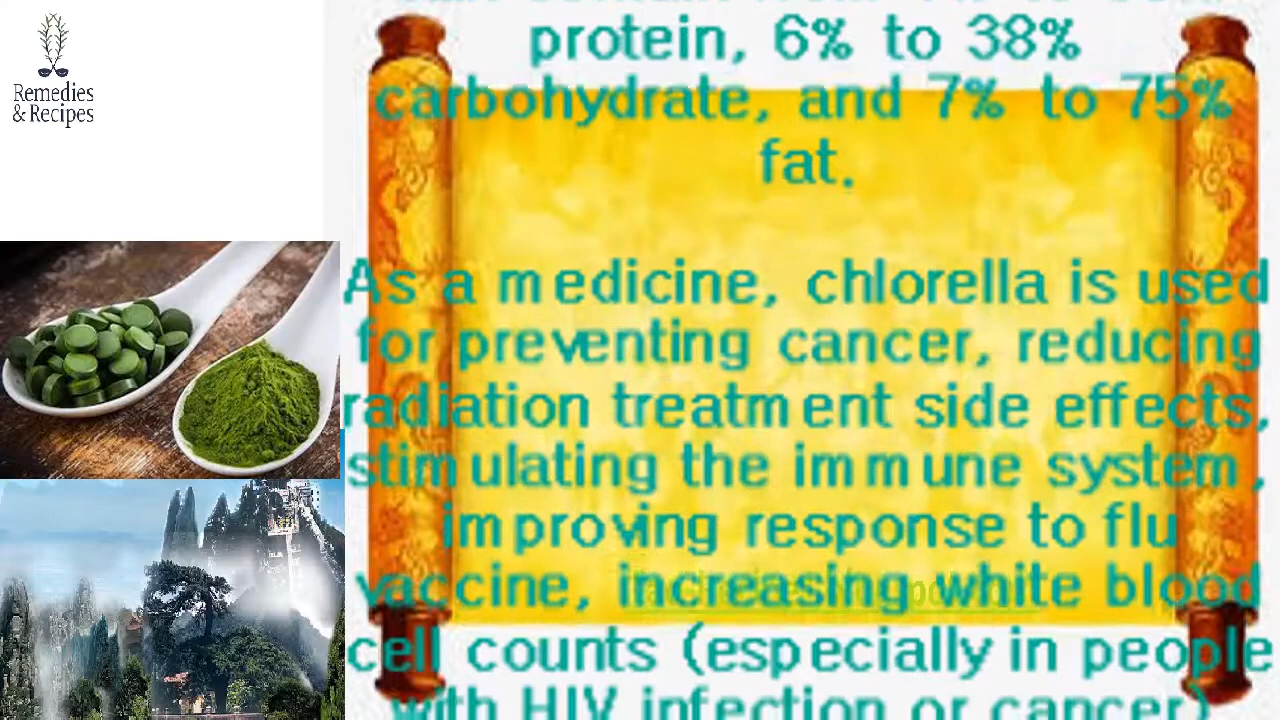 Remedies
& Recipes
protein, 6% to 38%
carbohydrate, and 7% to 75%
fat.
As a medicine, chlorella is used
for preventing cancer, reducing
radiation treatment side effects,
stimulating the immune system,
improving response to flu
vaccine, increasing white blood
cell counts (especially in people
with HIV infection or cancer)